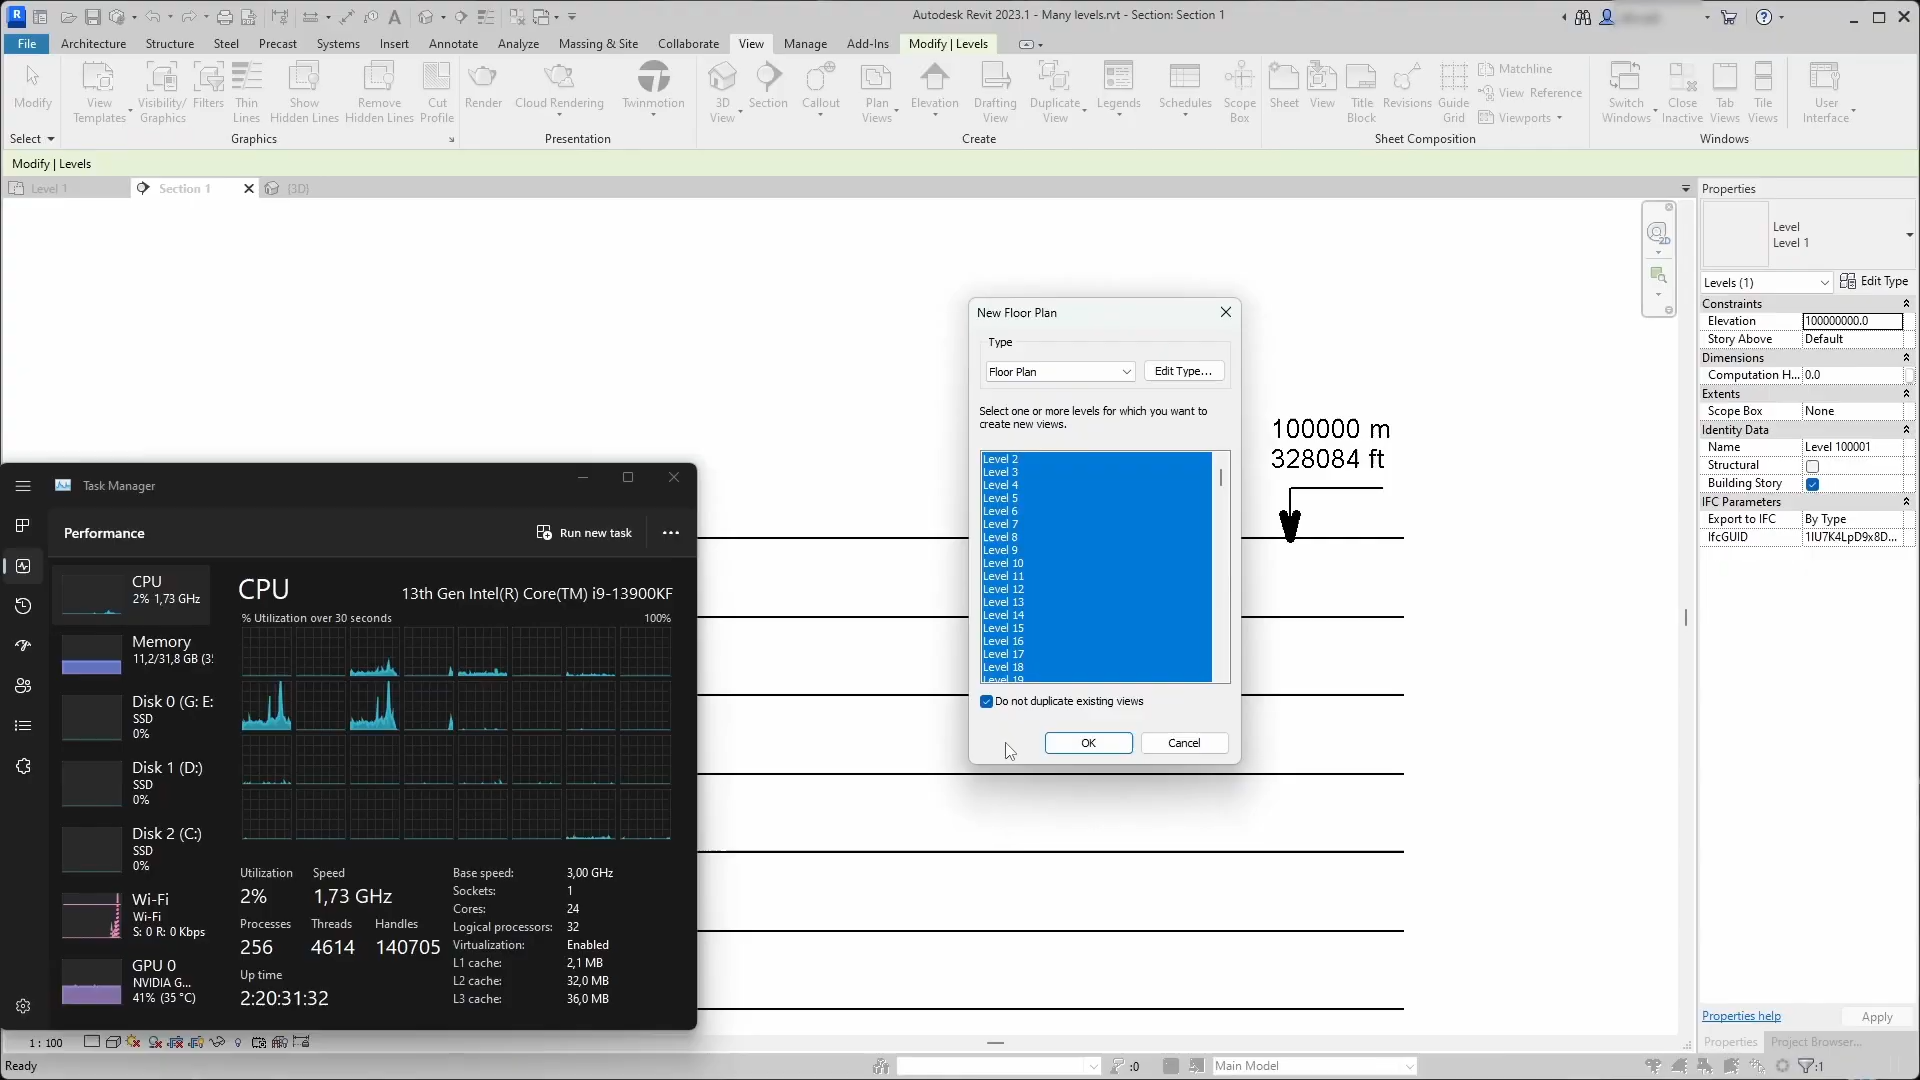 Autodesk Revit 2023.1 - Many levels.rvt - Section: Section 1
File
Architecture
Structure
Steel
Precast
Systems
Insert
Annotate
Analyze
Massing & Site
Collaborate
View
Manage
Add-Ins
Modify | Levels
Modify
View
Templates
Visibility/
Graphics
Filters
Thin
Lines
Show
Hidden Lines
Remove
Hidden Lines
Cut
Profile
Render
Cloud Rendering
Twinmotion
3D
View
Section
Callout
Plan
Views
Elevation
Drafting
View
Duplicate
View
Legends
Schedules
Scope
Box
Sheet
View
Title
Block
Revisions
Guide
Grid
Matchline
View Reference
Viewports
Switch
Windows
Close
Inactive
Tab
Views
Tile
Views
User
Interface
Select
Graphics
Presentation
Create
Sheet Composition
Windows
Modify | Levels
Level 1
Section 1
{3D}
Properties
Level
Level 1
Levels (1)
Edit Type
Constraints
Elevation
100000000.0
Story Above
Default
Dimensions
Computation H...
0.0
Extents
Scope Box
None
Identity Data
Name
Level 100001
Structural
Building Story
IFC Parameters
Export to IFC
By Type
IfcGUID
1IU7K4LpD9x8D...
Properties help
Apply
Properties
Project Browser...
2D
New Floor Plan
Type
Floor Plan
Edit Type...
Select one or more levels for which you want to
create new views.
Level 2
Level 3
Level 4
Level 5
Level 6
Level 7
Level 8
Level 9
Level 10
Level 11
Level 12
Level 13
Level 14
Level 15
Level 16
Level 17
Level 18
Level 19
Do not duplicate existing views
OK
Cancel
100000 m
328084 ft
Task Manager
Performance
Run new task
CPU
2% 1,73 GHz
Memory
11,2/31,8 GB (35
Disk 0 (G: E:
SSD
0%
Disk 1 (D:)
SSD
0%
Disk 2 (C:)
SSD
0%
Wi-Fi
Wi-Fi
S: 0 R: 0 Kbps
GPU 0
NVIDIA G...
41% (35 °C)
CPU
13th Gen Intel(R) Core(TM) i9-13900KF
% Utilization over 30 seconds
100%
Utilization
2%
Speed
1,73 GHz
Processes
256
Threads
4614
Handles
140705
Up time
2:20:31:32
Base speed:
3,00 GHz
Sockets:
1
Cores:
24
Logical processors:
32
Virtualization:
Enabled
L1 cache:
2,1 MB
L2 cache:
32,0 MB
L3 cache:
36,0 MB
1 : 100
Ready
:0
Main Model
:1